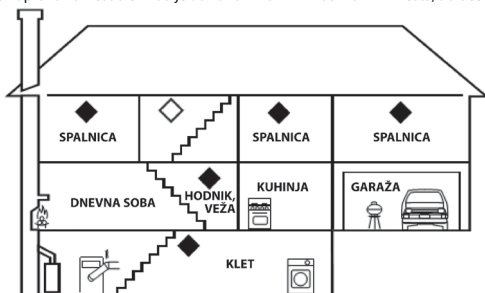 SPALNICA
SPALNICA
SPALNICA
DNEVNA SOBA
HODNIK,
VEŽA
KUHINJA
GARAŽA
KLET